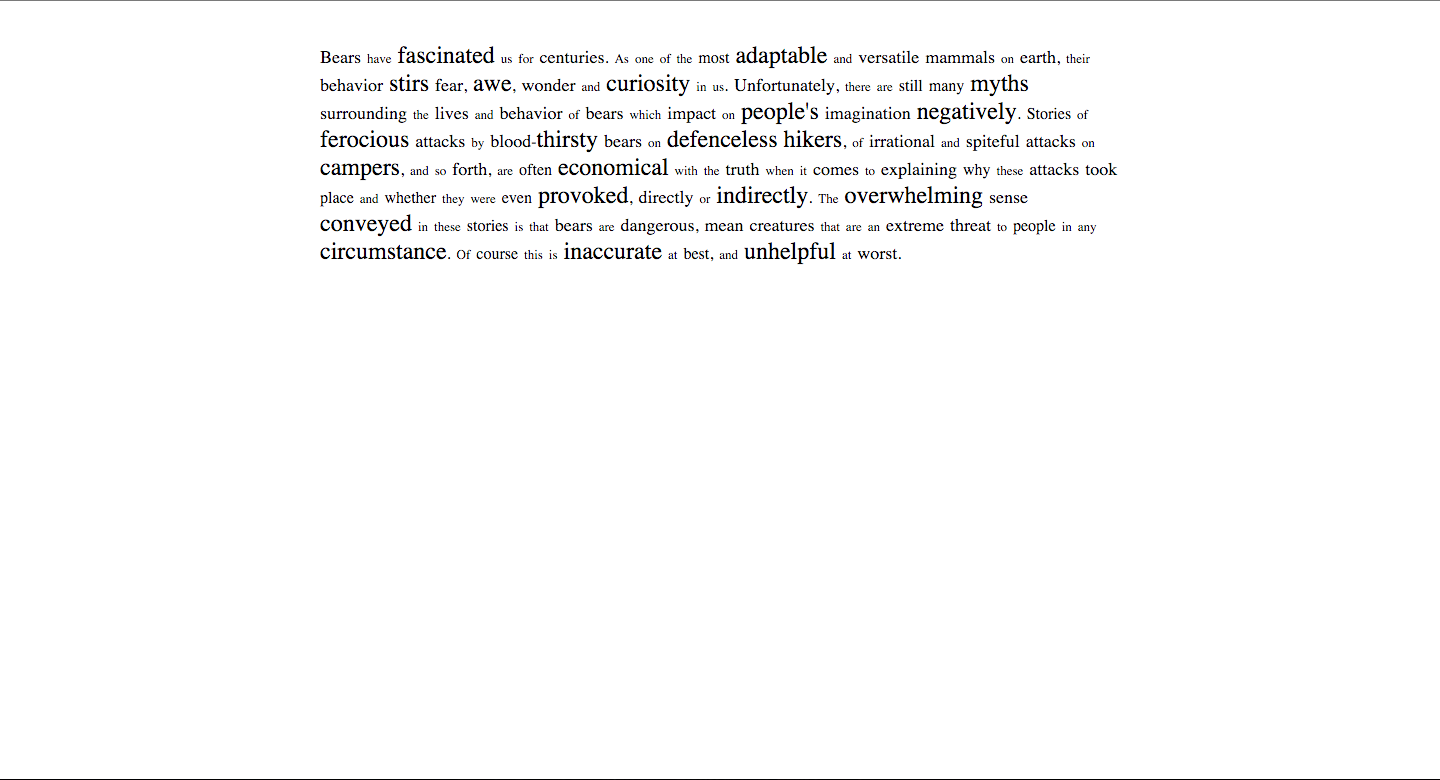 Bears have fascinated us for centuries. As one of the most adaptable and versatile mammals on earth, their
behavior stirs fear, awe, wonder and curiosity in us. Unfortunately, there are still many myths
surrounding the lives and behavior of bears which impact on people's imagination negatively. Stories of
ferocious attacks by blood-thirsty bears on defenceless hikers, of irrational and spiteful attacks on
campers, and so forth, are often economical with the truth when it comes to explaining why these attacks took
place and whether they were even provoked, directly or indirectly. The overwhelming sense
conveyed in these stories is that bears are dangerous, mean creatures that are an extreme threat to people in any
circumstance. Of course this is inaccurate at best, and unhelpful at worst.